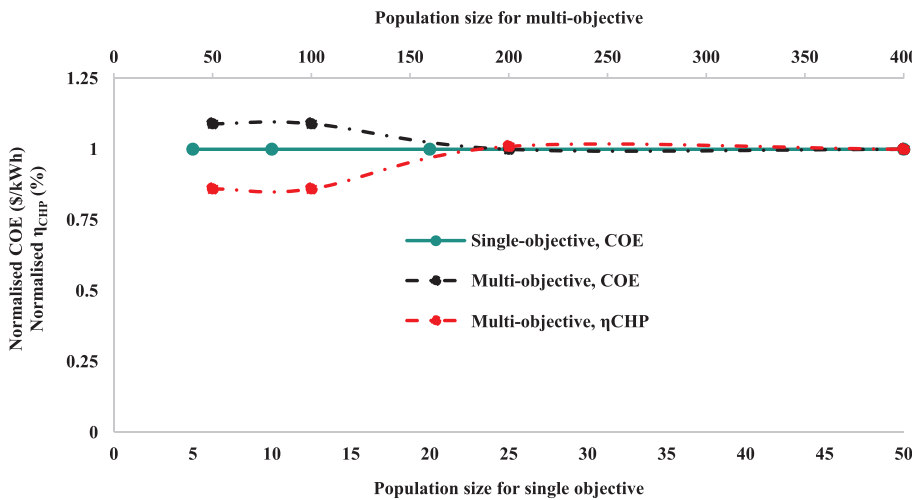 Population size for multi-objective
0 50 100 150 200 250 300 350 400
1.25
1
0.75
0.5
0.25
0
Normalised COE ($/kWh)
Normalised ηCHP (%)
Single-objective, COE
Multi-objective, COE
Multi-objective, ηCHP
0 5 10 15 20 25 30 35 40 45 50
Population size for single objective